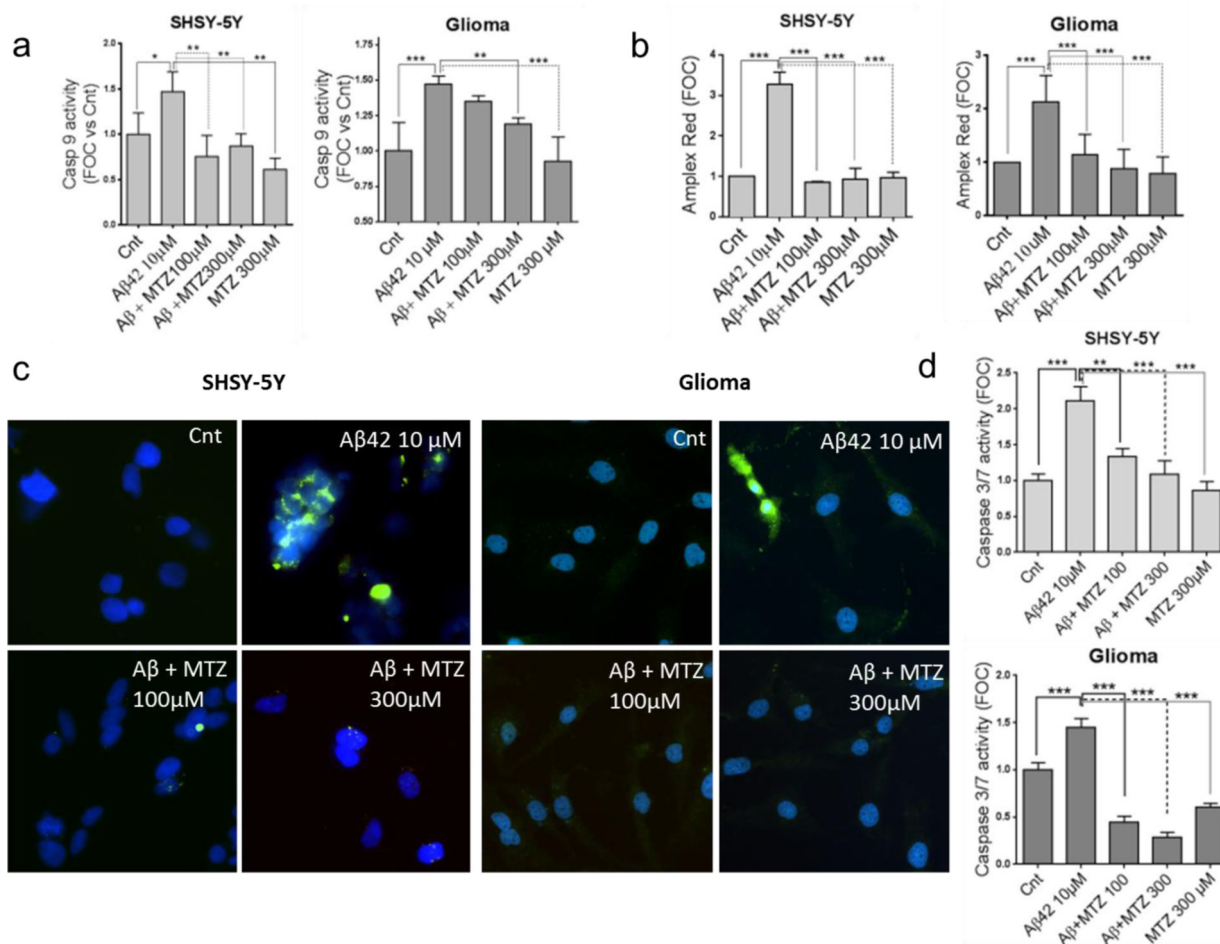 a
SHSY-5Y
Casp 9 activity
(FOC vs Cnt)
2.0
1.5
1.0
0.5
0.0
*
**
**
**
Cnt
Aβ42 10µM
Aβ + MTZ100µM
Aβ +MTZ300µM
MTZ 300µM
Glioma
Casp 9 activity
(FOC vs Cnt)
1.75
1.50
1.25
1.00
0.75
0.50
***
**
***
Cnt
Aβ42 10 µM
Aβ+ MTZ 100µM
Aβ + MTZ 300µM
MTZ 300 µM
b
SHSY-5Y
Amplex Red (FOC)
4
3
2
1
0
***
***
***
***
Cnt
Aβ42 10µM
Aβ+MTZ 100µM
Aβ+MTZ 300µM
MTZ 300µM
Glioma
Amplex Red (FOC)
3
2
1
0
***
***
***
***
Cnt
Aβ42 10 uM
Aβ+MTZ 100µM
Aβ+MTZ 300µM
MTZ 300µM
c
SHSY-5Y
Glioma
Cnt
Aβ42 10 µM
Cnt
Aβ42 10 µM
Aβ + MTZ
100µM
Aβ + MTZ
300µM
Aβ + MTZ
100µM
Aβ + MTZ
300µM
d
SHSY-5Y
Caspase 3/7 activity (FOC)
2.5
2.0
1.5
1.0
0.5
0.0
***
**
***
***
Cnt
Aβ42 10µM
Aβ+ MTZ 100
Aβ + MTZ 300
MTZ 300µM
Glioma
Caspase 3/7 activity (FOC)
2.0
1.5
1.0
0.5
0.0
***
***
***
***
Cnt
Aβ42 10µM
Aβ+MTZ 100
Aβ+MTZ 300
MTZ 300 µM